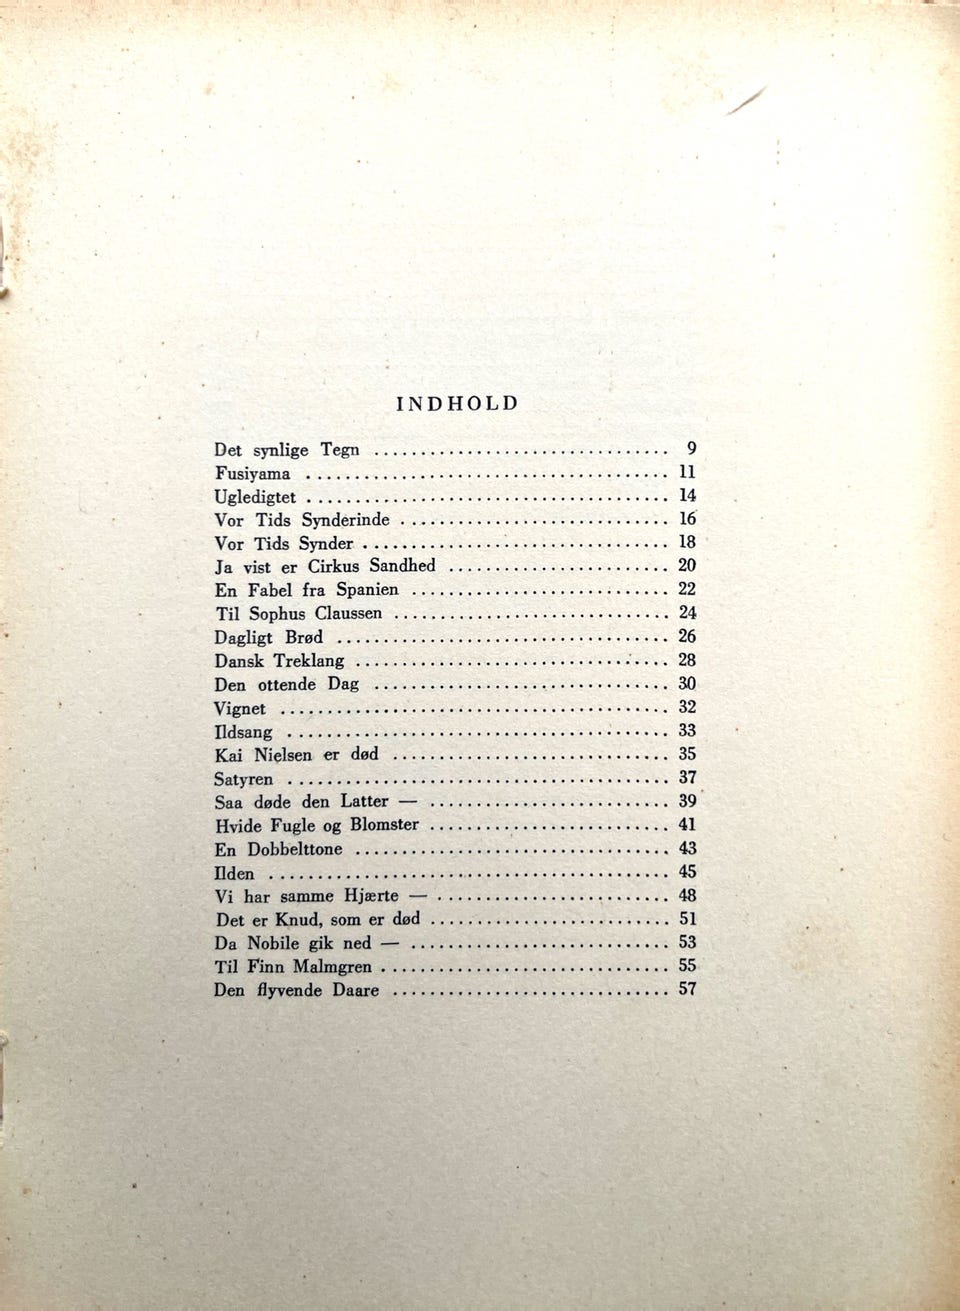 INDHOLD
Det synlige Tegn ................................ 9
Fusiyama ....................................... 11
Ugledigtet ....................................... 14
Vor Tids Synderinde ............................. 16
Vor Tids Synder ................................. 18
Ja vist er Cirkus Sandhed ........................ 20
En Fabel fra Spanien ............................ 22
Til Sophus Claussen .............................. 24
Dagligt Brød .................................... 26
Dansk Treklang .................................. 28
Den ottende Dag ................................ 30
Vignet .......................................... 32
Ildsang ......................................... 33
Kai Nielsen er død .............................. 35
Satyren ......................................... 37
Saa døde den Latter — .......................... 39
Hvide Fugle og Blomster .......................... 41
En Dobbelttone .................................. 43
Ilden ........................................... 45
Vi har samme Hjærte — ......................... 48
Det er Knud, som er død .......................... 51
Da Nobile gik ned — ............................ 53
Til Finn Malmgren ............................... 55
Den flyvende Daare .............................. 57